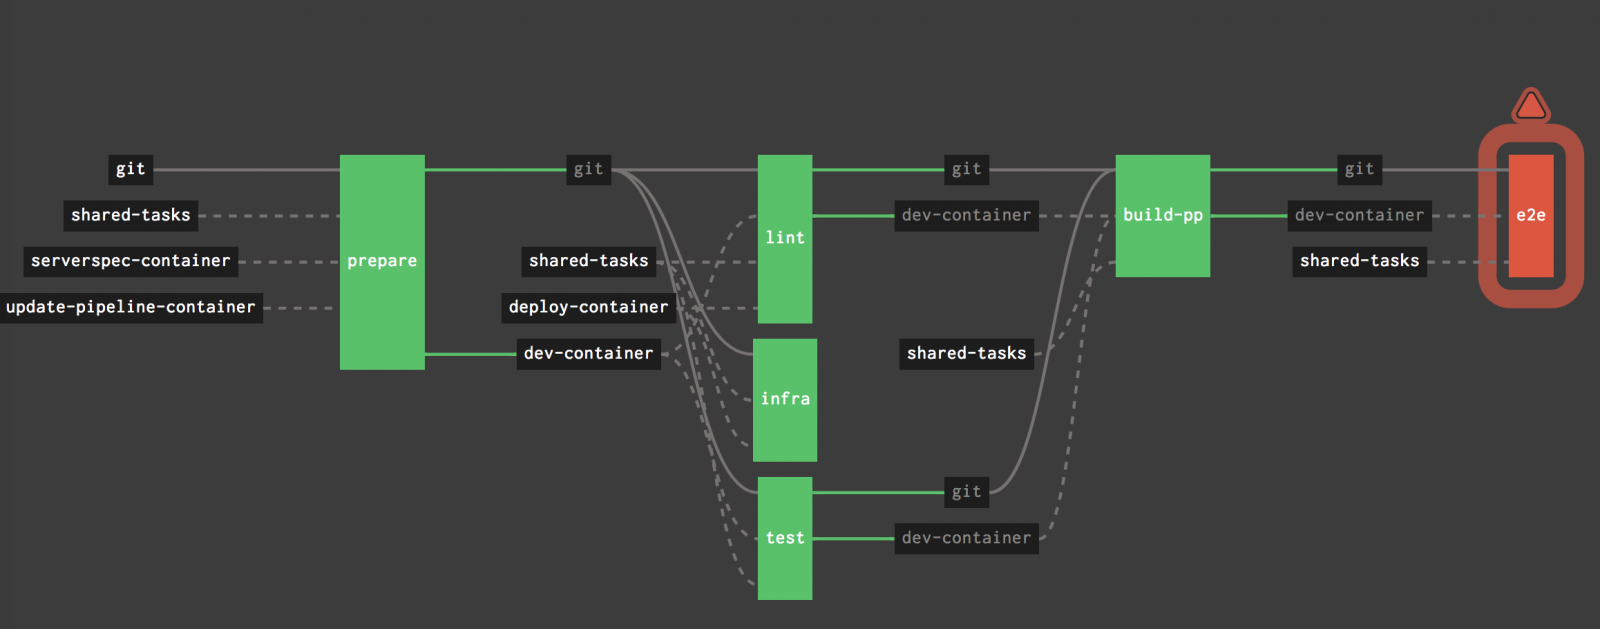 git
shared-tasks
serverspec-container
update-pipeline-container
prepare
git
shared-tasks
deploy-container
dev-container
lint
infra
test
git
dev-container
shared-tasks
git
dev-container
build-pp
git
dev-container
shared-tasks
e2e